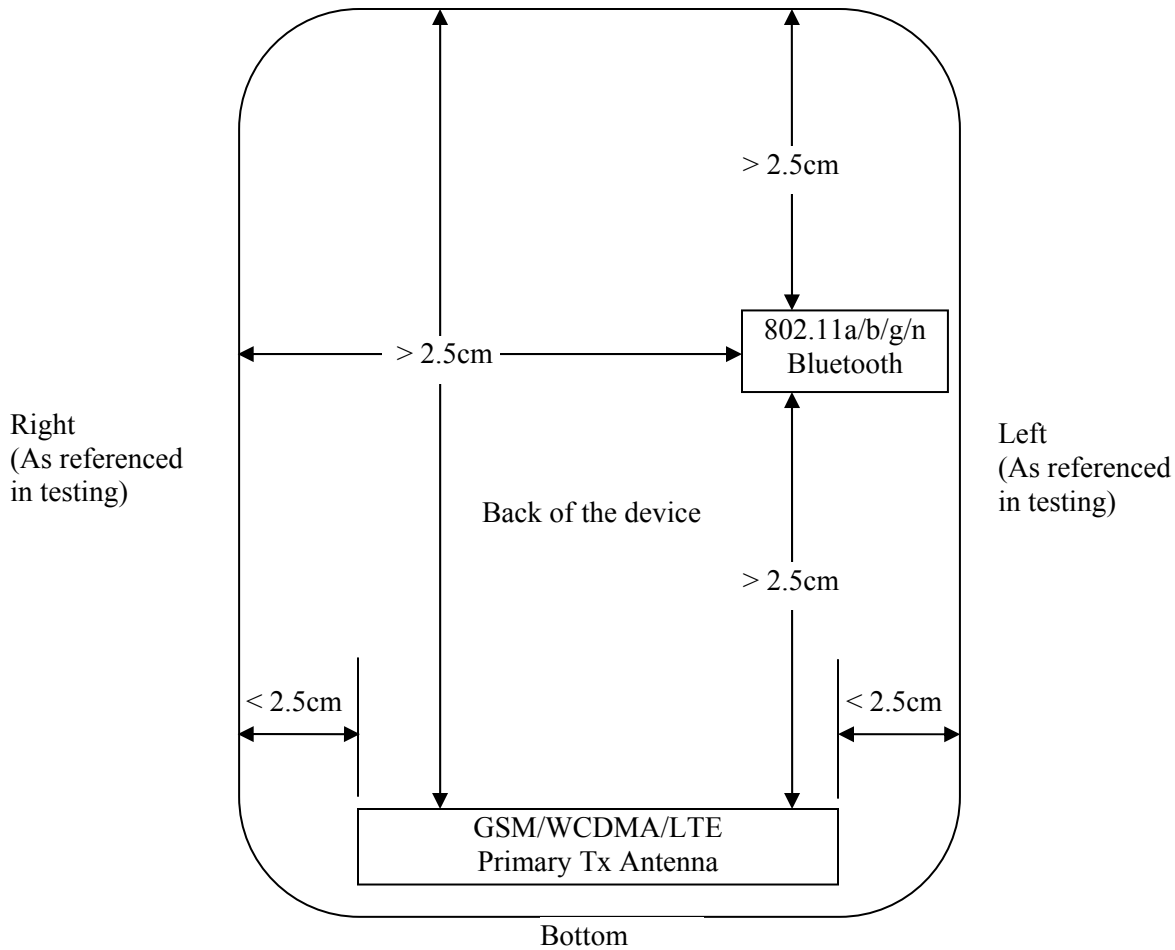 > 2.5cm
802.11a/b/g/n
Bluetooth
> 2.5cm
Right
(As referenced
in testing)
Left
(As referenced
in testing)
Back of the device
> 2.5cm
< 2.5cm
< 2.5cm
GSM/WCDMA/LTE
Primary Tx Antenna
Bottom